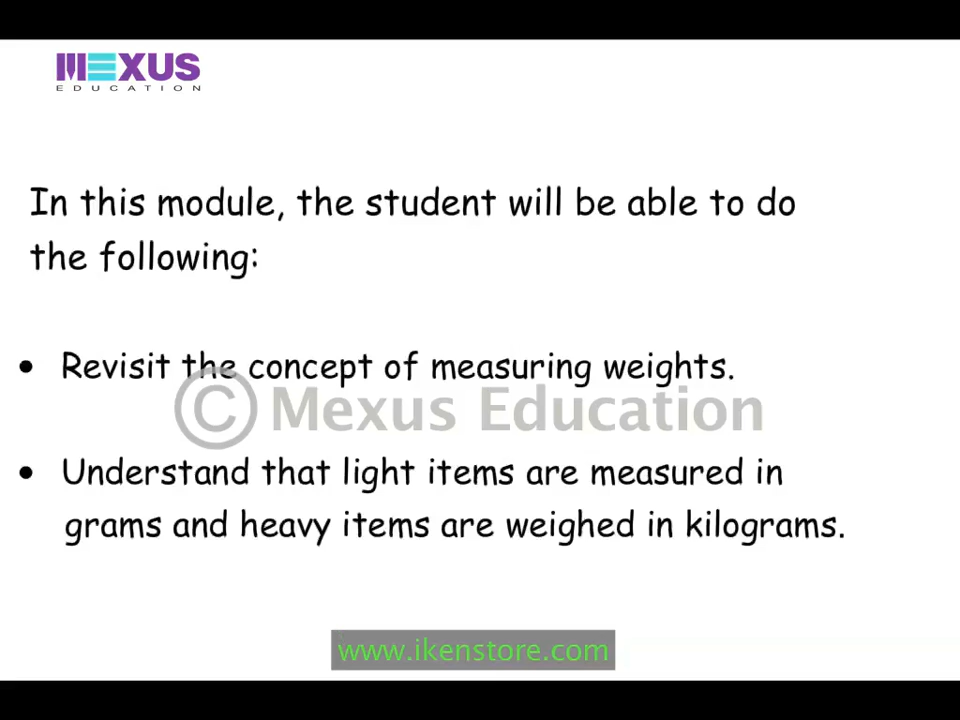 MEXUS
EDUCATION
In this module, the student will be able to do
the following:
• Revisit the concept of measuring weights.
© Mexus Education
• Understand that light items are measured in
grams and heavy items are weighed in kilograms.
www.ikenstore.com